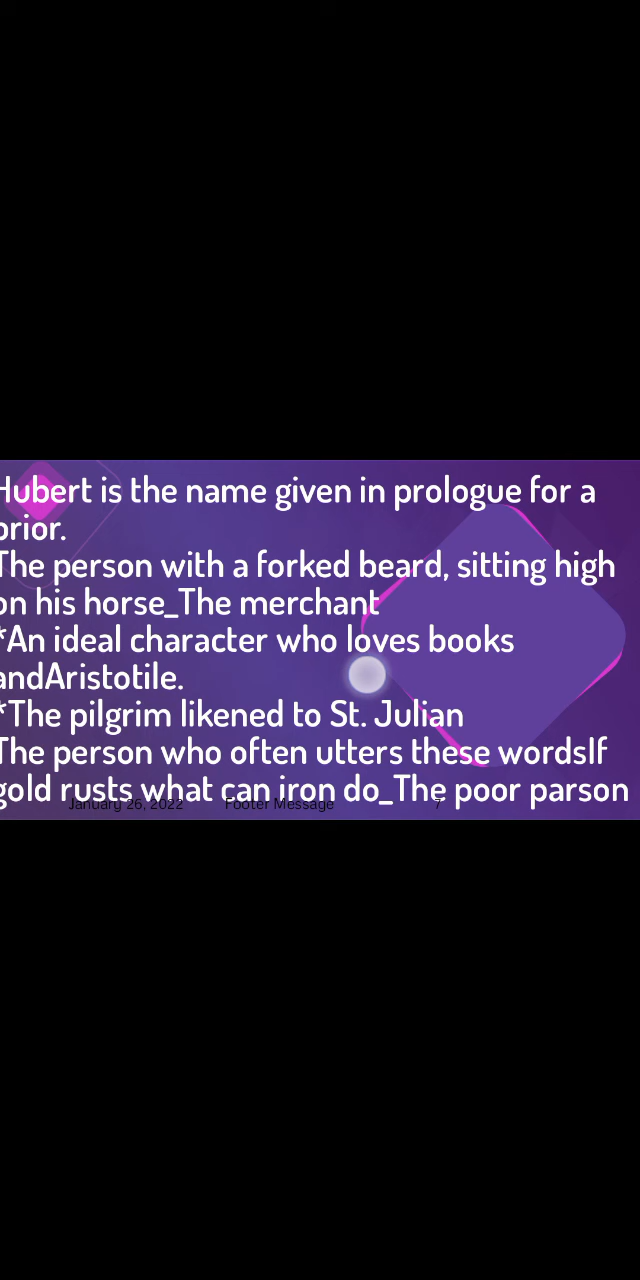 Hubert is the name given in prologue for a
prior.
The person with a forked beard, sitting high
on his horse_The merchant
*An ideal character who loves books
andAristotile.
*The pilgrim likened to St. Julian
The person who often utters these wordsIf
gold rusts what can iron do_The poor parson
January 26, 2022 Footer Message 7